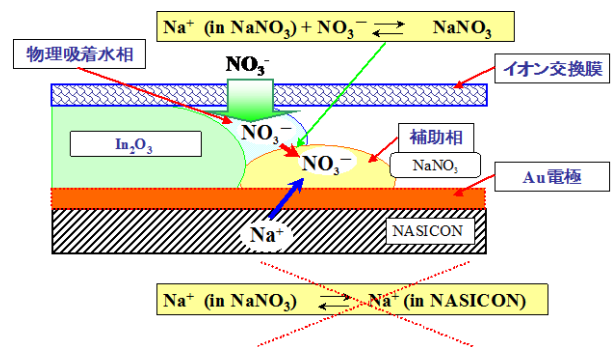 Na⁺ (in NaNO₃) + NO₃⁻ ⇌ NaNO₃
物理吸着水相
NO₃⁻
イオン交換膜
In₂O₃
NO₃⁻
NO₃⁻
補助相
NaNO₃
Au電極
Na⁺
NASICON
Na⁺ (in NaNO₃) ⇌ Na⁺ (in NASICON)